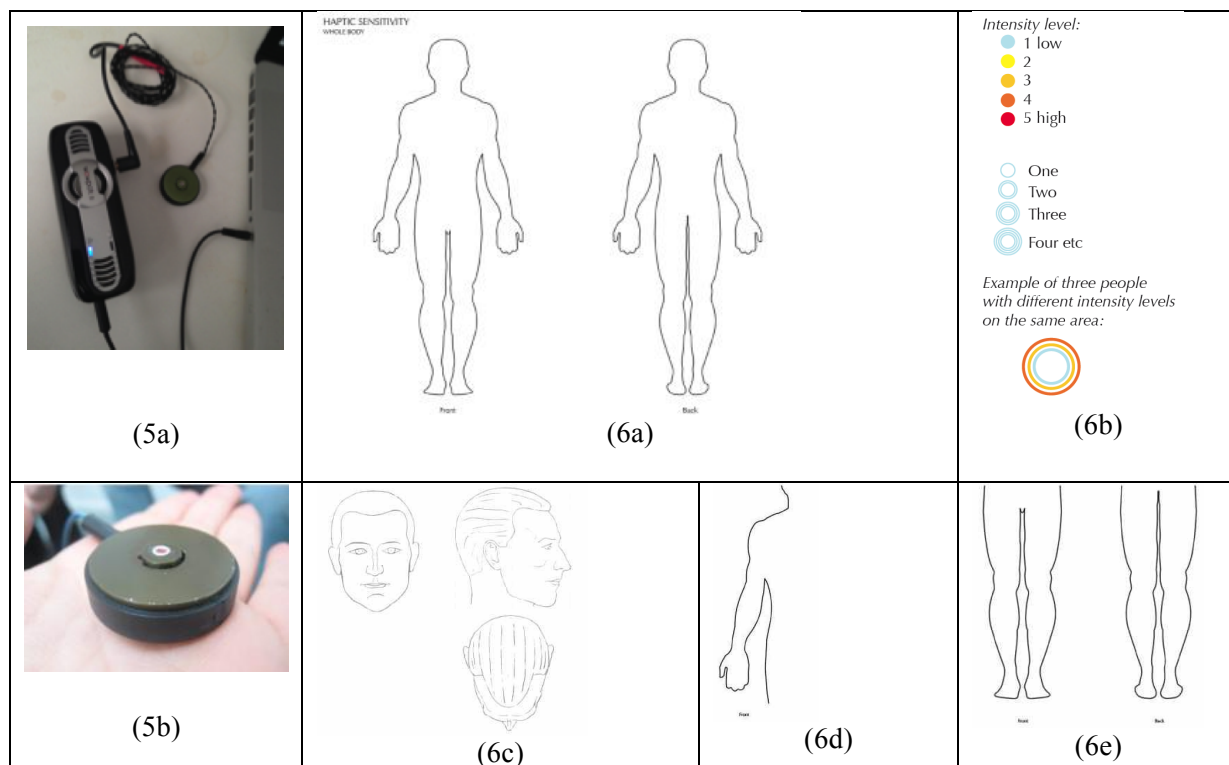 HAPTIC SENSITIVITY
WHOLE BODY
Front
Back
Intensity level:
1 low
2
3
4
5 high
One
Two
Three
Four etc
Example of three people
with different intensity levels
on the same area:
(5a)
(6a)
(6b)
(5b)
(6c)
Front
(6d)
Front
Back
(6e)